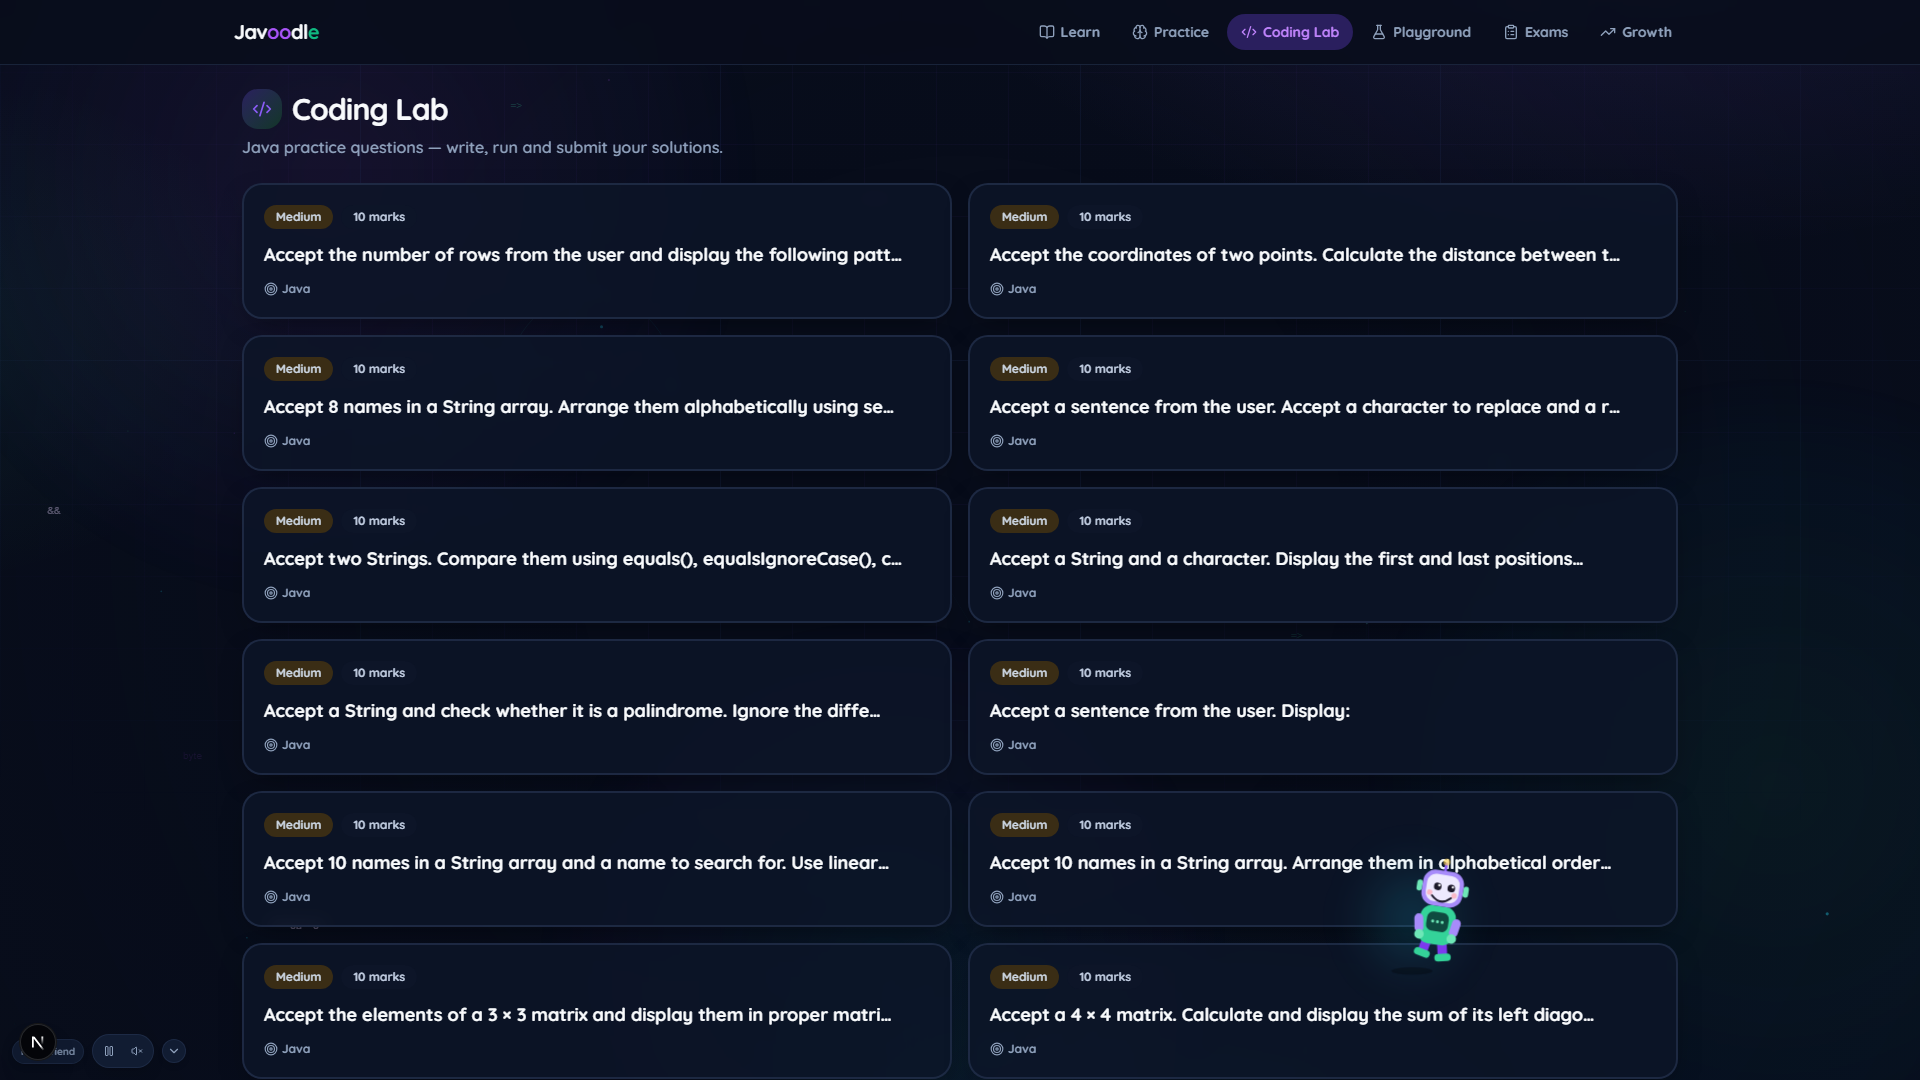 Javoodle
Learn
Practice
</> Coding Lab
Playground
Exams
Growth
</> Coding Lab
Java practice questions — write, run and submit your solutions.
Medium 10 marks
Accept the number of rows from the user and display the following patt...
Java
Medium 10 marks
Accept the coordinates of two points. Calculate the distance between t...
Java
Medium 10 marks
Accept 8 names in a String array. Arrange them alphabetically using se...
Java
Medium 10 marks
Accept a sentence from the user. Accept a character to replace and a r...
Java
&&
Medium 10 marks
Accept two Strings. Compare them using equals(), equalsIgnoreCase(), c...
Java
Medium 10 marks
Accept a String and a character. Display the first and last positions...
Java
Medium 10 marks
Accept a String and check whether it is a palindrome. Ignore the diffe...
Java
Medium 10 marks
Accept a sentence from the user. Display:
Java
Medium 10 marks
Accept 10 names in a String array and a name to search for. Use linear...
Java
Medium 10 marks
Accept 10 names in a String array. Arrange them in alphabetical order...
Java
Medium 10 marks
Accept the elements of a 3 × 3 matrix and display them in proper matri...
Java
Medium 10 marks
Accept a 4 × 4 matrix. Calculate and display the sum of its left diago...
Java
N